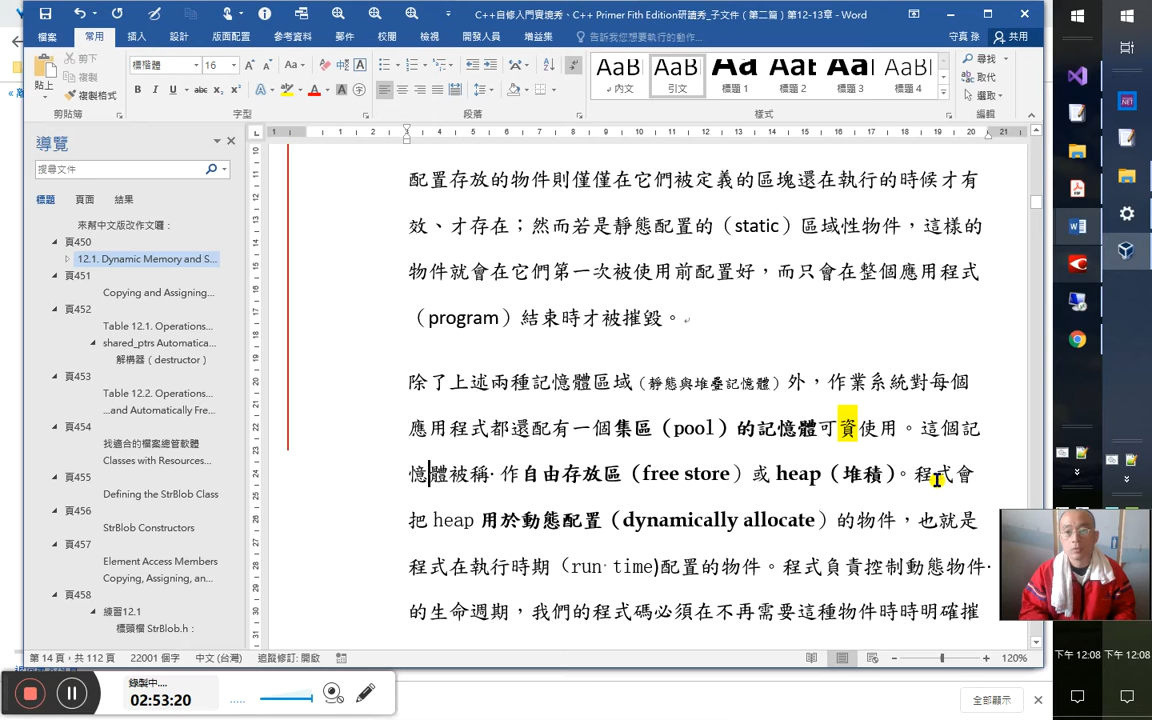 C++自修入門實境秀、C++ Primer Fifth Edition研讀秀_子文件（第二篇）第12-13章 - Word
檔案 常用 插入 設計 版面配置 參考資料 郵件 校閱 檢視 開發人員 增益集 告訴我您想要執行的動作... 守真 孫 共用
貼上 剪下 複製 複製格式
標楷體 16
AaB AaB AaB AaB AaB AaB
內文 引文 標題 1 標題 2 標題 3 標題 4
尋找 取代 選取
剪貼簿 字型 段落 樣式 編輯
導覽
搜尋文件
標題 頁面 結果
來解中文版改作文囉：
頁450
12.1. Dynamic Memory and S...
頁451
Copying and Assigning...
頁452
Table 12.1. Operations...
shared_ptrs Automatica...
解構器（destructor）
頁453
Table 12.2. Operations...
...and Automatically Fre...
頁454
找適合的檔案總管軟體
Classes with Resources...
頁455
Defining the StrBlob Class
頁456
StrBlob Constructors
頁457
Element Access Members
Copying, Assigning, an...
頁458
練習12.1
標頭檔 StrBlob.h：
配置存放的物件則僅僅在它們被定義的區塊還在執行的時候才有
效、才存在；然而若是靜態配置的（static）區域性物件，這樣的
物件就會在它們第一次被使用前配置好，而只會在整個應用程式
（program）結束時才被摧毀。
除了上述兩種記憶體區域（靜態與堆疊記憶體）外，作業系統對每個
應用程式都還配有一個集區（pool）的記憶體可資使用。這個記
憶體被稱 作自由存放區（free store）或 heap（堆積）。程式會
把 heap 用於動態配置（dynamically allocate）的物件，也就是
程式在執行時期（run time)配置的物件。程式負責控制動態物件
的生命週期，我們的程式碼必須在不再需要這種物件時時明確摧
第 14 頁，共 112 頁 22001 個字 中文 (台灣) 追蹤修訂: 開啟 120%
錄製中...
02:53:20
全部顯示
下午 12:08 下午 12:08